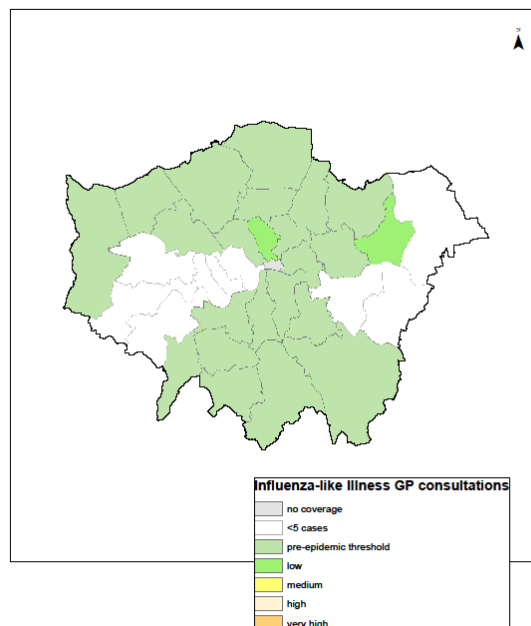 Influenza-like Illness GP consultations
no coverage
<5 cases
pre-epidemic threshold
low
medium
high
very high